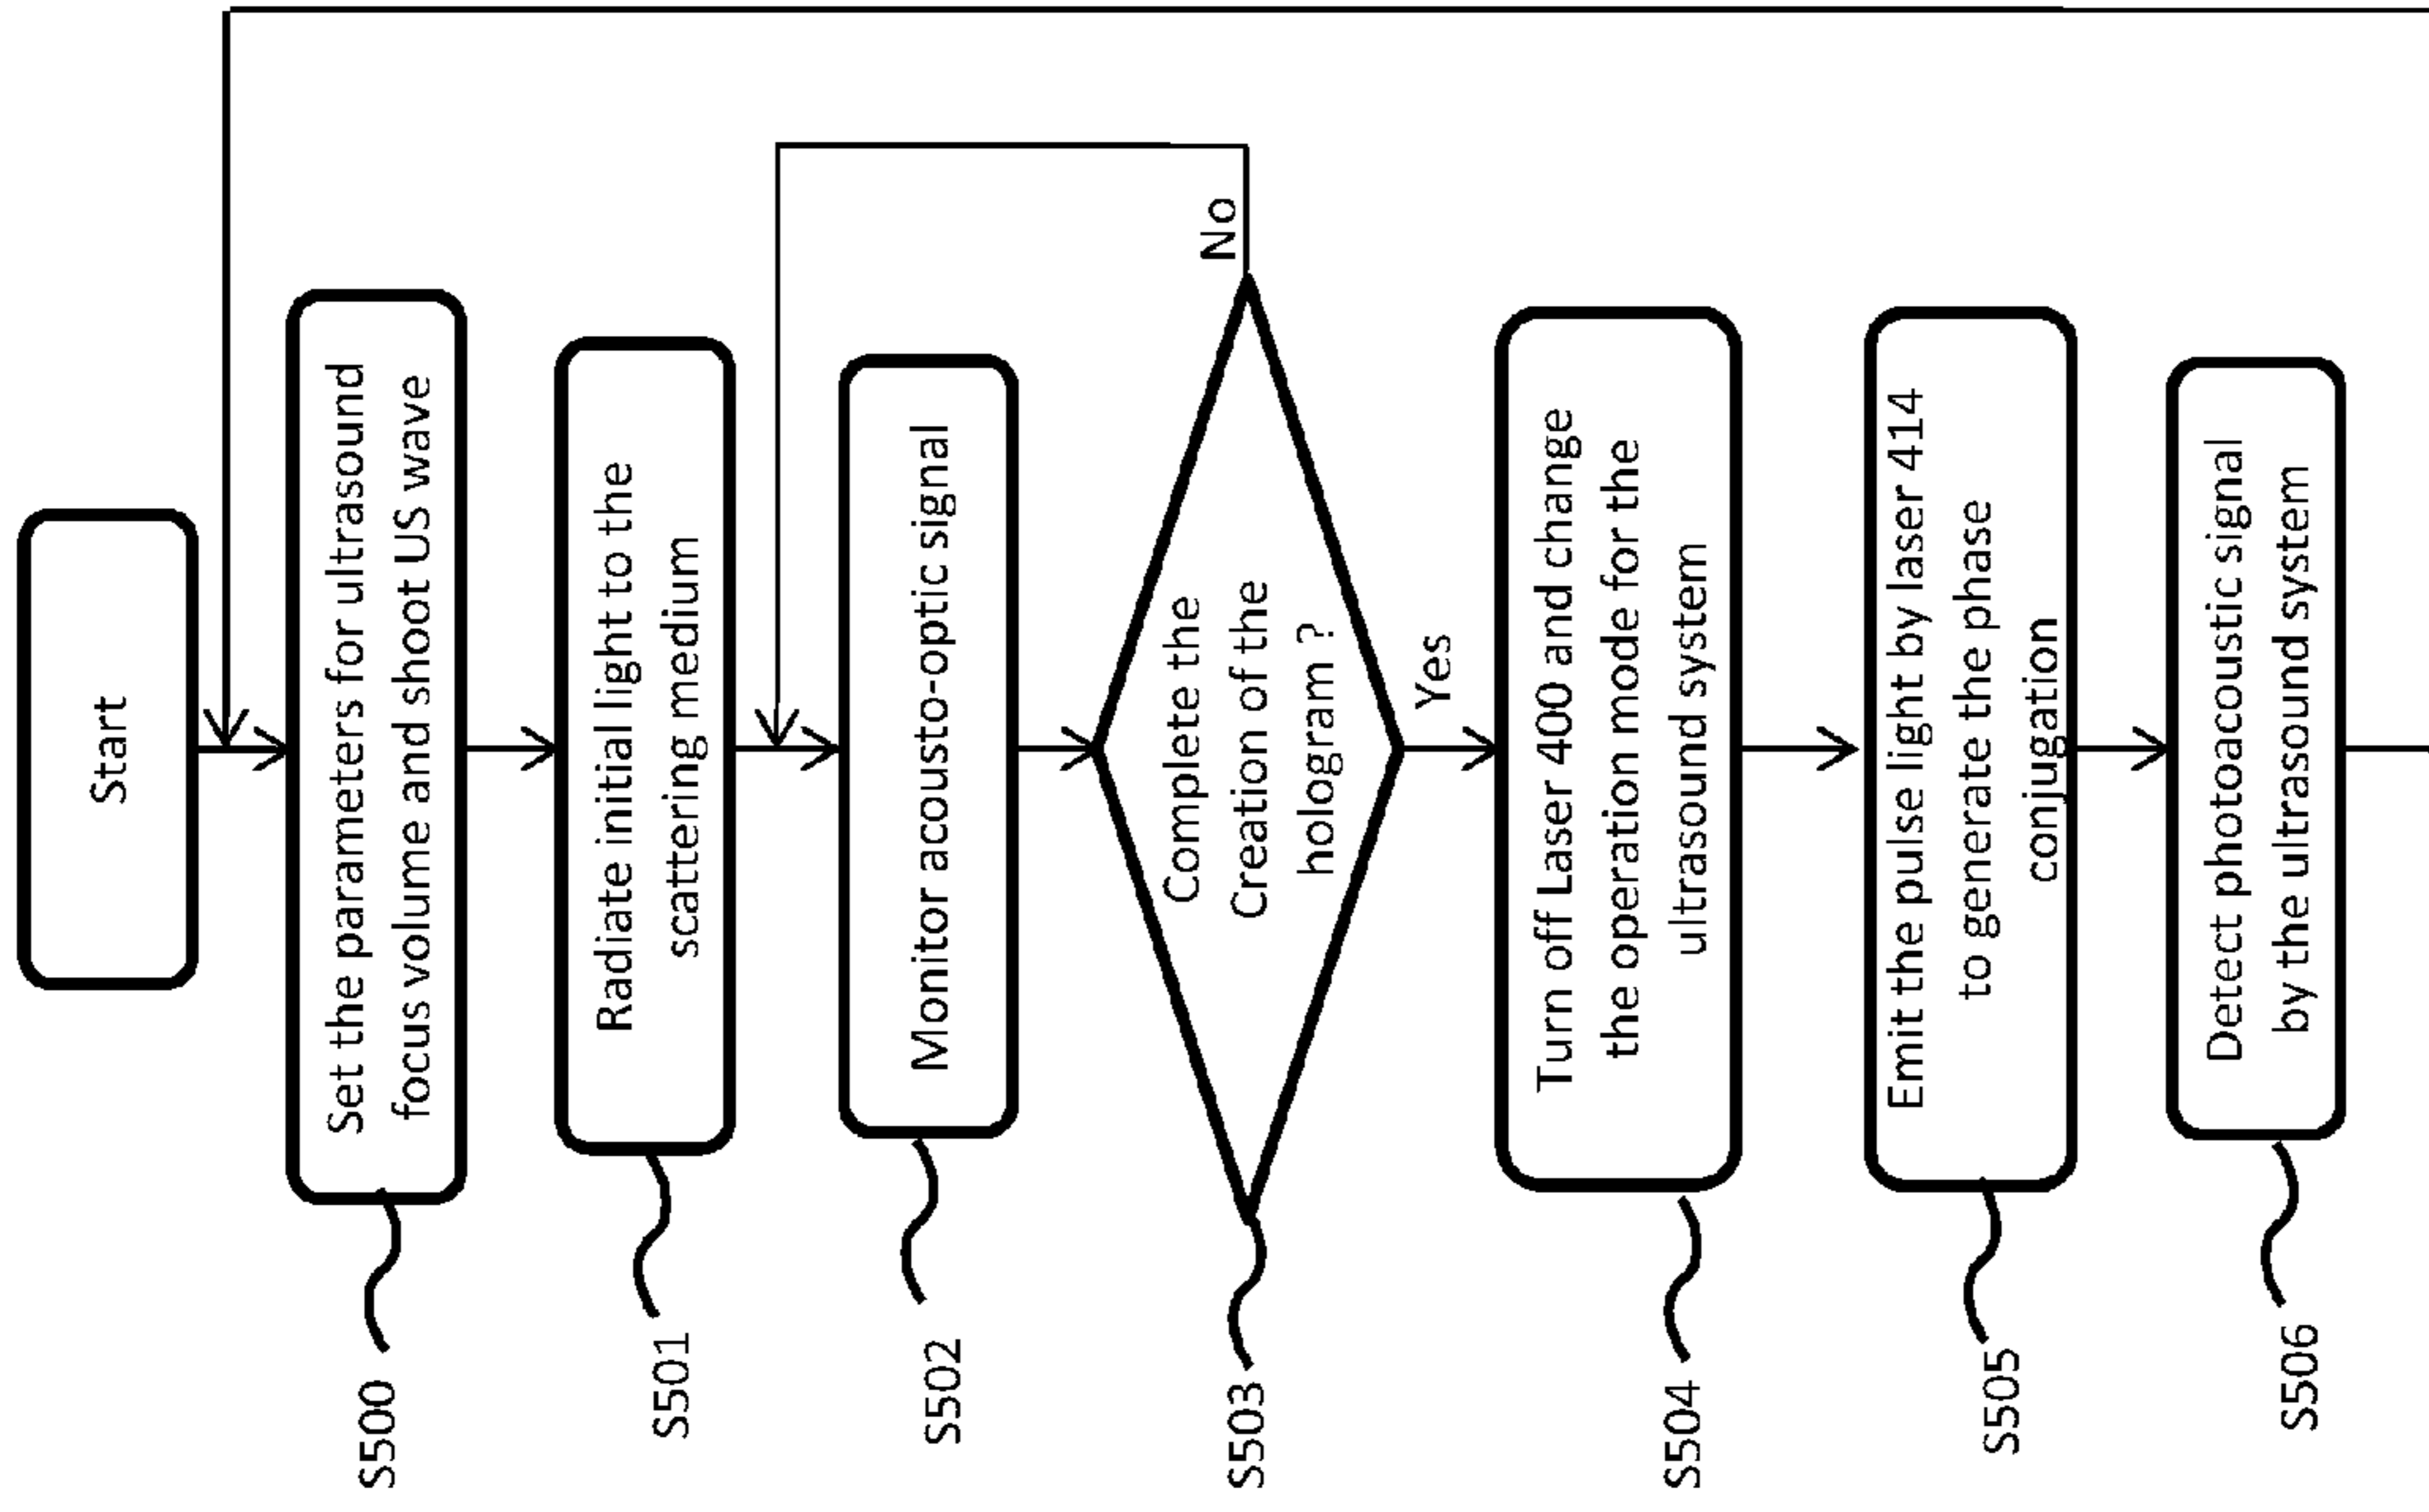 Start
S500
Set the parameters for ultrasound
focus volume and shoot US wave
S501
Radiate initial light to the
scattering medium
S502
Monitor acousto-optic signal
S503
Complete the
Creation of the
hologram ?
No
Yes
S504
Turn off Laser 400 and change
the operation mode for the
ultrasound system
S505
Emit the pulse light by laser 414
to generate the phase
conjugation
S506
Detect photoacoustic signal
by the ultrasound system